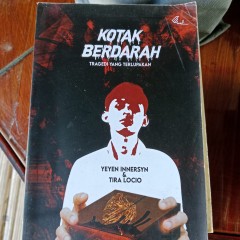 KOTAK
BERDARAH
TRAGEDI YANG TERLUPAKAN
YEYEN INNERSYN
&
TIRA LOCIO